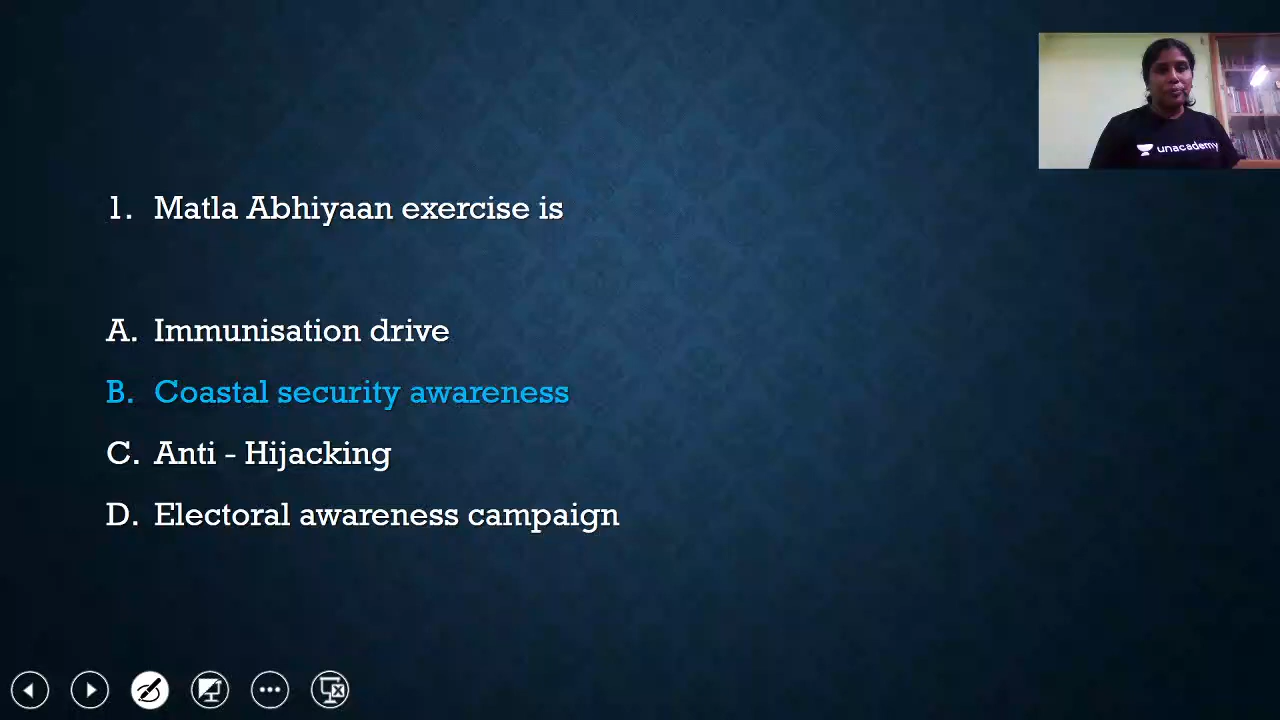 unacademy
1. Matla Abhiyaan exercise is
A. Immunisation drive
B. Coastal security awareness
C. Anti - Hijacking
D. Electoral awareness campaign